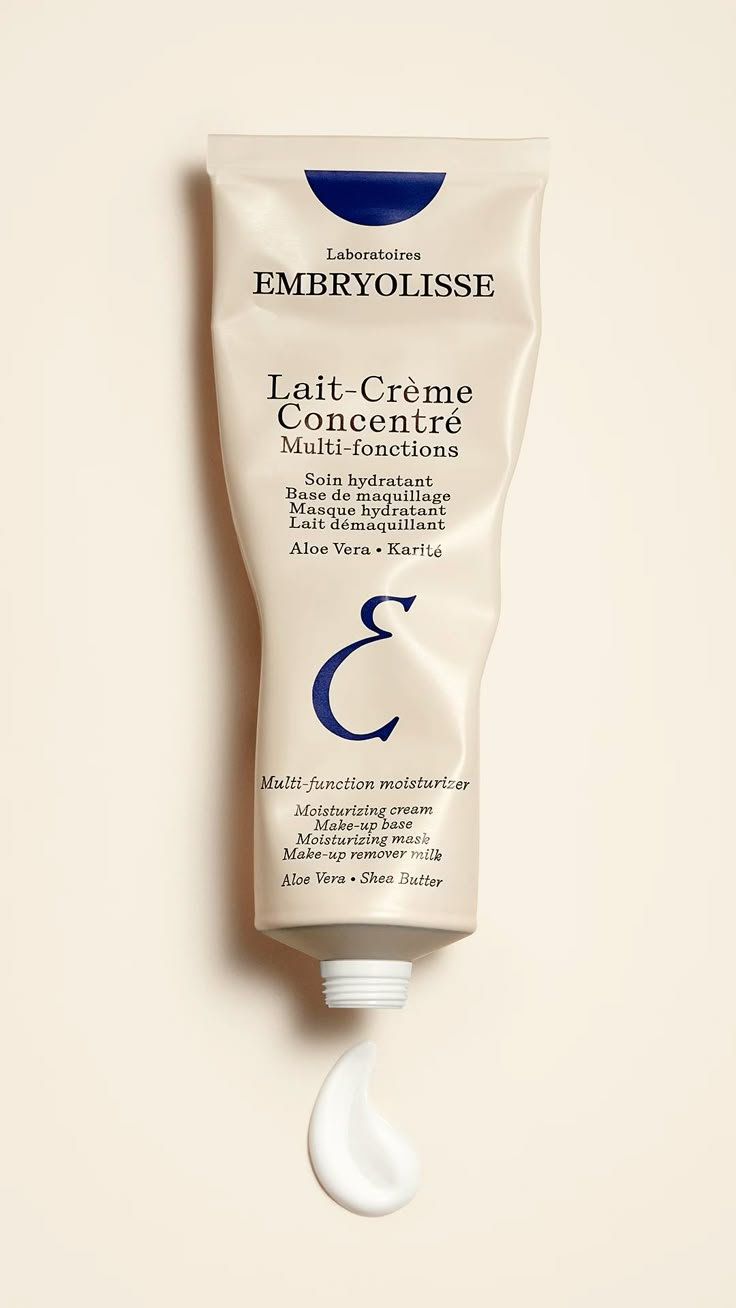 Laboratoires
EMBRYOLISSE
Lait-Crème
Concentré
Multi-fonctions
Soin hydratant
Base de maquillage
Masque hydratant
Lait démaquillant
Aloe Vera • Karité
E
Multi-function moisturizer
Moisturizing cream
Make-up base
Moisturizing mask
Make-up remover milk
Aloe Vera • Shea Butter